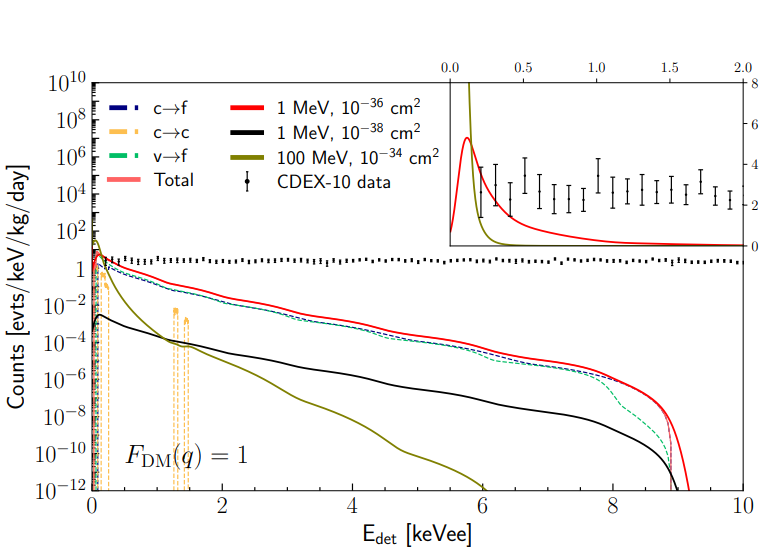 0.0 0.5 1.0 1.5 2.0
10^10
10^8
10^6
10^4
10^2
1
10^−2
10^−4
10^−6
10^−8
10^−10
10^−12
Counts [evts/keV/kg/day]
c→f
c→c
v→f
Total
1 MeV, 10^−36 cm^2
1 MeV, 10^−38 cm^2
100 MeV, 10^−34 cm^2
CDEX-10 data
8
6
4
2
0
F_DM(q) = 1
0 2 4 6 8 10
E_det [keVee]